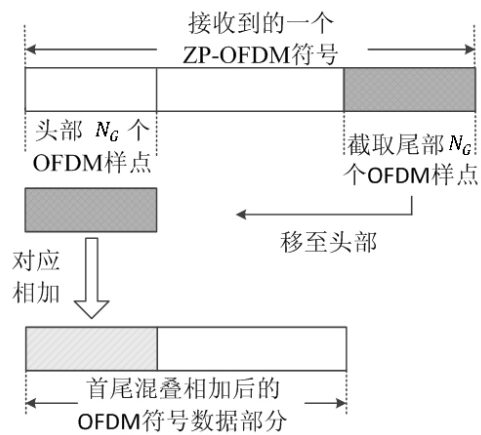 接收到的一个
ZP-OFDM符号
头部 N_G 个
OFDM样点
截取尾部N_G
个OFDM样点
移至头部
对应
相加
首尾混叠相加后的
OFDM符号数据部分